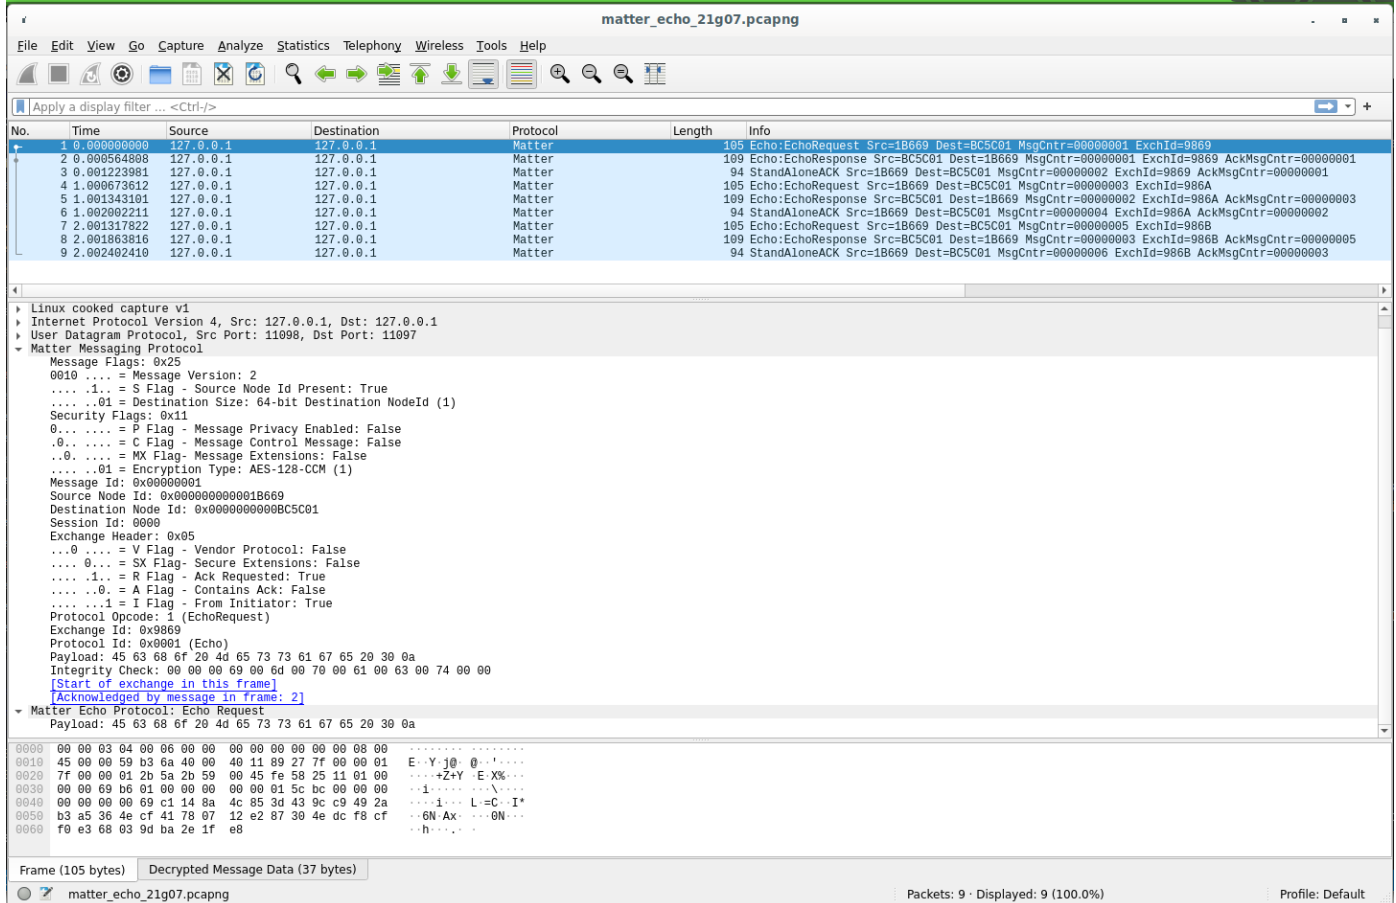 matter_echo_21g07.pcapng
File Edit View Go Capture Analyze Statistics Telephony Wireless Tools Help
Apply a display filter … <Ctrl-/>
No. Time Source Destination Protocol Length Info
1 0.000000000 127.0.0.1 127.0.0.1 Matter 105 Echo:EchoRequest Src=1B669 Dest=BC5C01 MsgCntr=00000001 ExchId=9869
2 0.000564808 127.0.0.1 127.0.0.1 Matter 109 Echo:EchoResponse Src=BC5C01 Dest=1B669 MsgCntr=00000001 ExchId=9869 AckMsgCntr=00000001
3 0.001223981 127.0.0.1 127.0.0.1 Matter 94 StandAloneACK Src=1B669 Dest=BC5C01 MsgCntr=00000002 ExchId=9869 AckMsgCntr=00000001
4 1.000673612 127.0.0.1 127.0.0.1 Matter 105 Echo:EchoRequest Src=1B669 Dest=BC5C01 MsgCntr=00000003 ExchId=986A
5 1.001343101 127.0.0.1 127.0.0.1 Matter 109 Echo:EchoResponse Src=BC5C01 Dest=1B669 MsgCntr=00000002 ExchId=986A AckMsgCntr=00000003
6 1.002002211 127.0.0.1 127.0.0.1 Matter 94 StandAloneACK Src=1B669 Dest=BC5C01 MsgCntr=00000004 ExchId=986A AckMsgCntr=00000002
7 2.001317822 127.0.0.1 127.0.0.1 Matter 105 Echo:EchoRequest Src=1B669 Dest=BC5C01 MsgCntr=00000005 ExchId=986B
8 2.001863816 127.0.0.1 127.0.0.1 Matter 109 Echo:EchoResponse Src=BC5C01 Dest=1B669 MsgCntr=00000003 ExchId=986B AckMsgCntr=00000005
9 2.002402410 127.0.0.1 127.0.0.1 Matter 94 StandAloneACK Src=1B669 Dest=BC5C01 MsgCntr=00000006 ExchId=986B AckMsgCntr=00000003
Linux cooked capture v1
Internet Protocol Version 4, Src: 127.0.0.1, Dst: 127.0.0.1
User Datagram Protocol, Src Port: 11098, Dst Port: 11097
Matter Messaging Protocol
Message Flags: 0x25
0010 .... = Message Version: 2
.... .1.. = S Flag - Source Node Id Present: True
.... ..01 = Destination Size: 64-bit Destination NodeId (1)
Security Flags: 0x11
0... .... = P Flag - Message Privacy Enabled: False
.0.. .... = C Flag - Message Control Message: False
..0. .... = MX Flag- Message Extensions: False
.... ..01 = Encryption Type: AES-128-CCM (1)
Message Id: 0x00000001
Source Node Id: 0x000000000001B669
Destination Node Id: 0x0000000000BC5C01
Session Id: 0000
Exchange Header: 0x05
...0 .... = V Flag - Vendor Protocol: False
.... 0... = SX Flag- Secure Extensions: False
.... .1.. = R Flag - Ack Requested: True
.... ..0. = A Flag - Contains Ack: False
.... ...1 = I Flag - From Initiator: True
Protocol Opcode: 1 (EchoRequest)
Exchange Id: 0x9869
Protocol Id: 0x0001 (Echo)
Payload: 45 63 68 6f 20 4d 65 73 73 61 67 65 20 30 0a
Integrity Check: 00 00 00 69 00 6d 00 70 00 61 00 63 00 74 00 00
[Start of exchange in this frame]
[Acknowledged by message in frame: 2]
Matter Echo Protocol: Echo Request
Payload: 45 63 68 6f 20 4d 65 73 73 61 67 65 20 30 0a
0000 00 00 03 04 00 06 00 00 00 00 00 00 00 00 08 00 ········ ········
0010 45 00 00 59 b3 6a 40 00 40 11 89 27 7f 00 00 01 E··Y·j@· @··'····
0020 7f 00 00 01 2b 5a 2b 59 00 45 fe 58 25 11 01 00 ····+Z+Y ·E·X%···
0030 00 00 69 b6 01 00 00 00 00 00 01 5c bc 00 00 00 ··i····· ···\····
0040 00 00 00 00 69 c1 14 8a 4c 85 3d 43 9c c9 49 2a ····i··· L·=C··I*
0050 b3 a5 36 4e cf 41 78 07 12 e2 87 30 4e dc f8 cf ··6N·Ax· ···0N···
0060 f0 e3 68 03 9d ba 2e 1f e8 ··h···.· ·
Frame (105 bytes) Decrypted Message Data (37 bytes)
matter_echo_21g07.pcapng Packets: 9 · Displayed: 9 (100.0%) Profile: Default